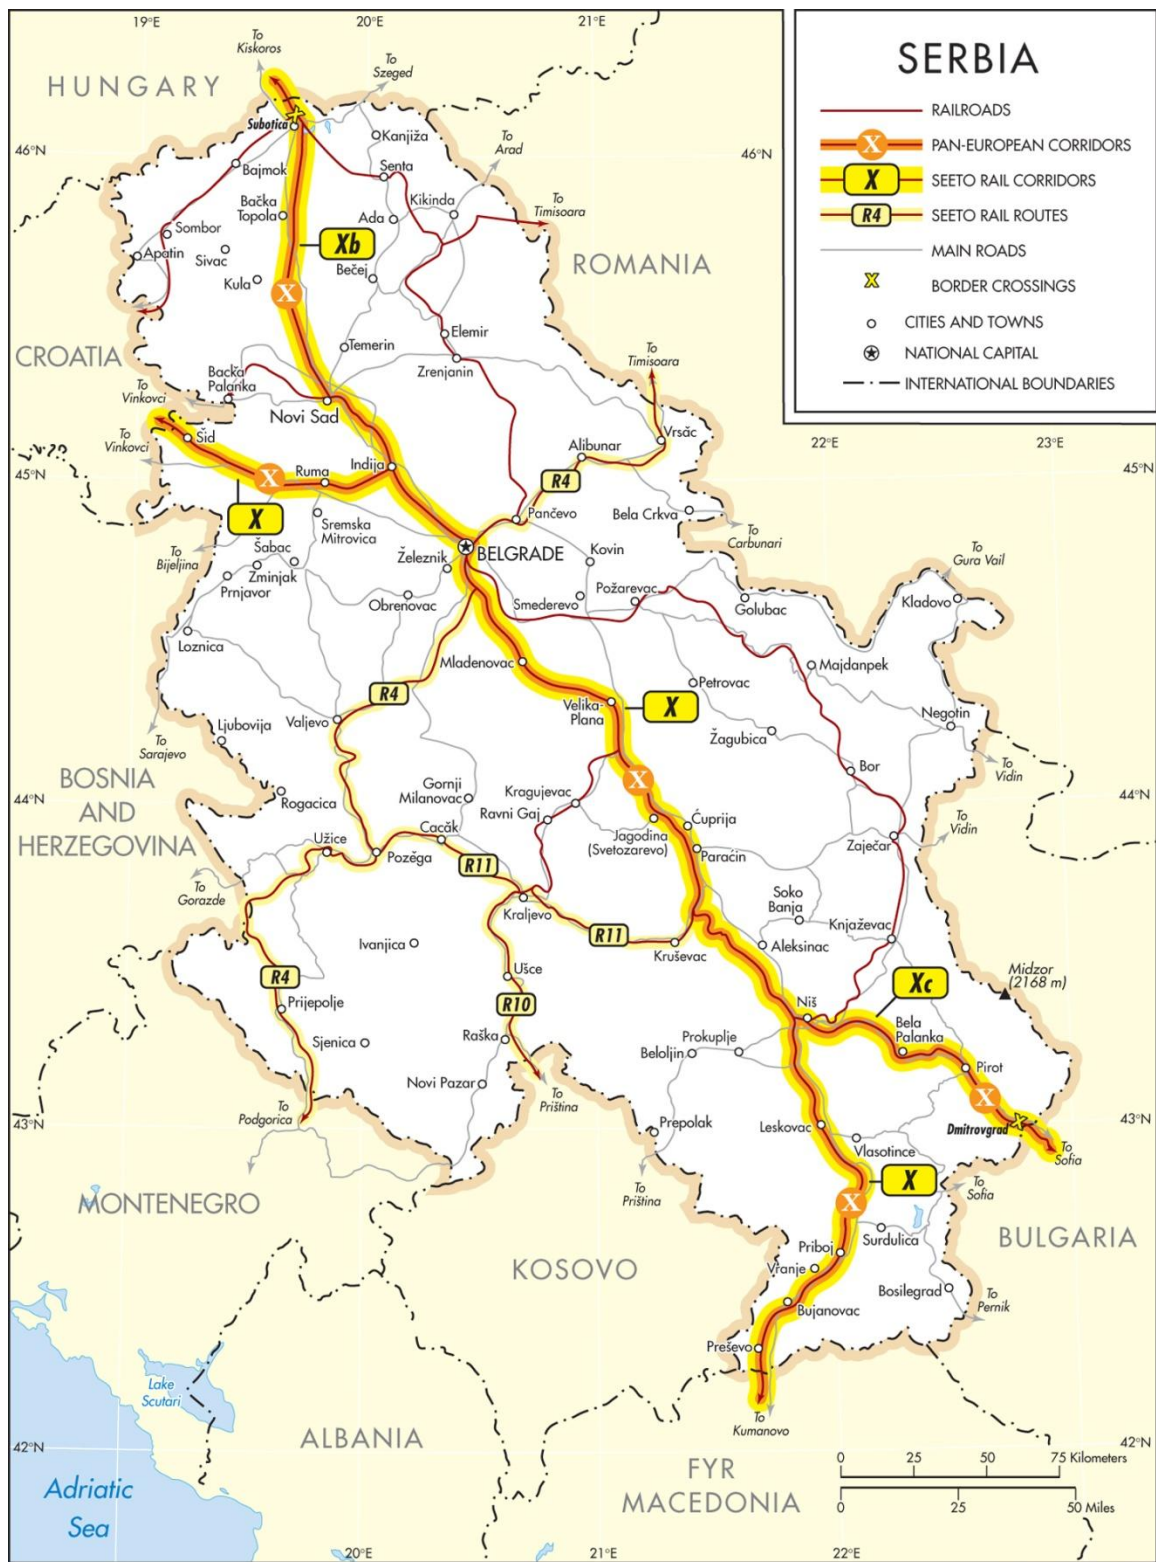 19°E
20°E
21°E
To
Kiskoros
To
Szeged
HUNGARY
SERBIA
RAILROADS
X
PAN-EUROPEAN CORRIDORS
X
SEETO RAIL CORRIDORS
R4
SEETO RAIL ROUTES
MAIN ROADS
X
BORDER CROSSINGS
CITIES AND TOWNS
NATIONAL CAPITAL
INTERNATIONAL BOUNDARIES
Subotica
Kanjiža
To
Arad
46°N
46°N
Bajmok
Senta
Kikinda
To
Timisoara
Bačka
Topola
Ada
Sombor
Xb
Apatin
Sivac
ROMANIA
Kula
Bečej
X
Elemir
Temerin
CROATIA
Zrenjanin
To
Timisoara
Backa
Palanka
To
Vinkovci
Novi Sad
22°E
23°E
Šid
To
Vinkovci
Vrsăc
Alibunar
45°N
Indija
45°N
X
Ruma
R4
X
Pančevo
Bela Crkva
Sremska
Mitrovica
To
Carbunari
To
Bijeljina
Šabac
BELGRADE
Kovin
Železnik
Zminjak
Prnjavor
To
Gura Vail
Požarevac
Obrenovac
Smederevo
Golubac
Kladovo
Loznica
Mladenovac
Majdanpek
R4
Petrovac
Velika-
Plana
X
Negotin
Ljubovija
Valjevo
Žagubica
To
Sarajevo
To
Vidin
BOSNIA
AND
HERZEGOVINA
Bor
X
Gornji
Milanovac
44°N
Rogacica
Kragujevac
44°N
Ravni Gaj
Ćuprija
To
Vidin
Užice
Cacăk
Jagodina
(Svetozarevo)
Zaječar
Pozĕga
Paraćin
R11
To
Gorazde
Soko
Banja
Kraljevo
Knjaževac
R11
Ivanjica
Kruševac
Aleksinac
R4
Ušce
Midzor
(2168 m)
Xc
Prijepolje
R10
Niš
Bela
Palanka
Sjenica
Raška
Prokuplje
Beloljin
Pirot
Novi Pazar
X
To
Podgorica
To
Priština
43°N
Prepolak
Leskovac
Dmitrovgrad
43°N
Vlasotince
To
Sofia
To
Priština
X
To
Sofia
MONTENEGRO
X
BULGARIA
Surdulica
Priboj
KOSOVO
Vranje
Bosilegrad
To
Pernik
Bujanovac
Preševo
Lake
Scutari
To
Kumanovo
ALBANIA
42°N
42°N
0
25
50
75 Kilometers
FYR
MACEDONIA
Adriatic
Sea
0
25
50 Miles
20°E
21°E
22°E